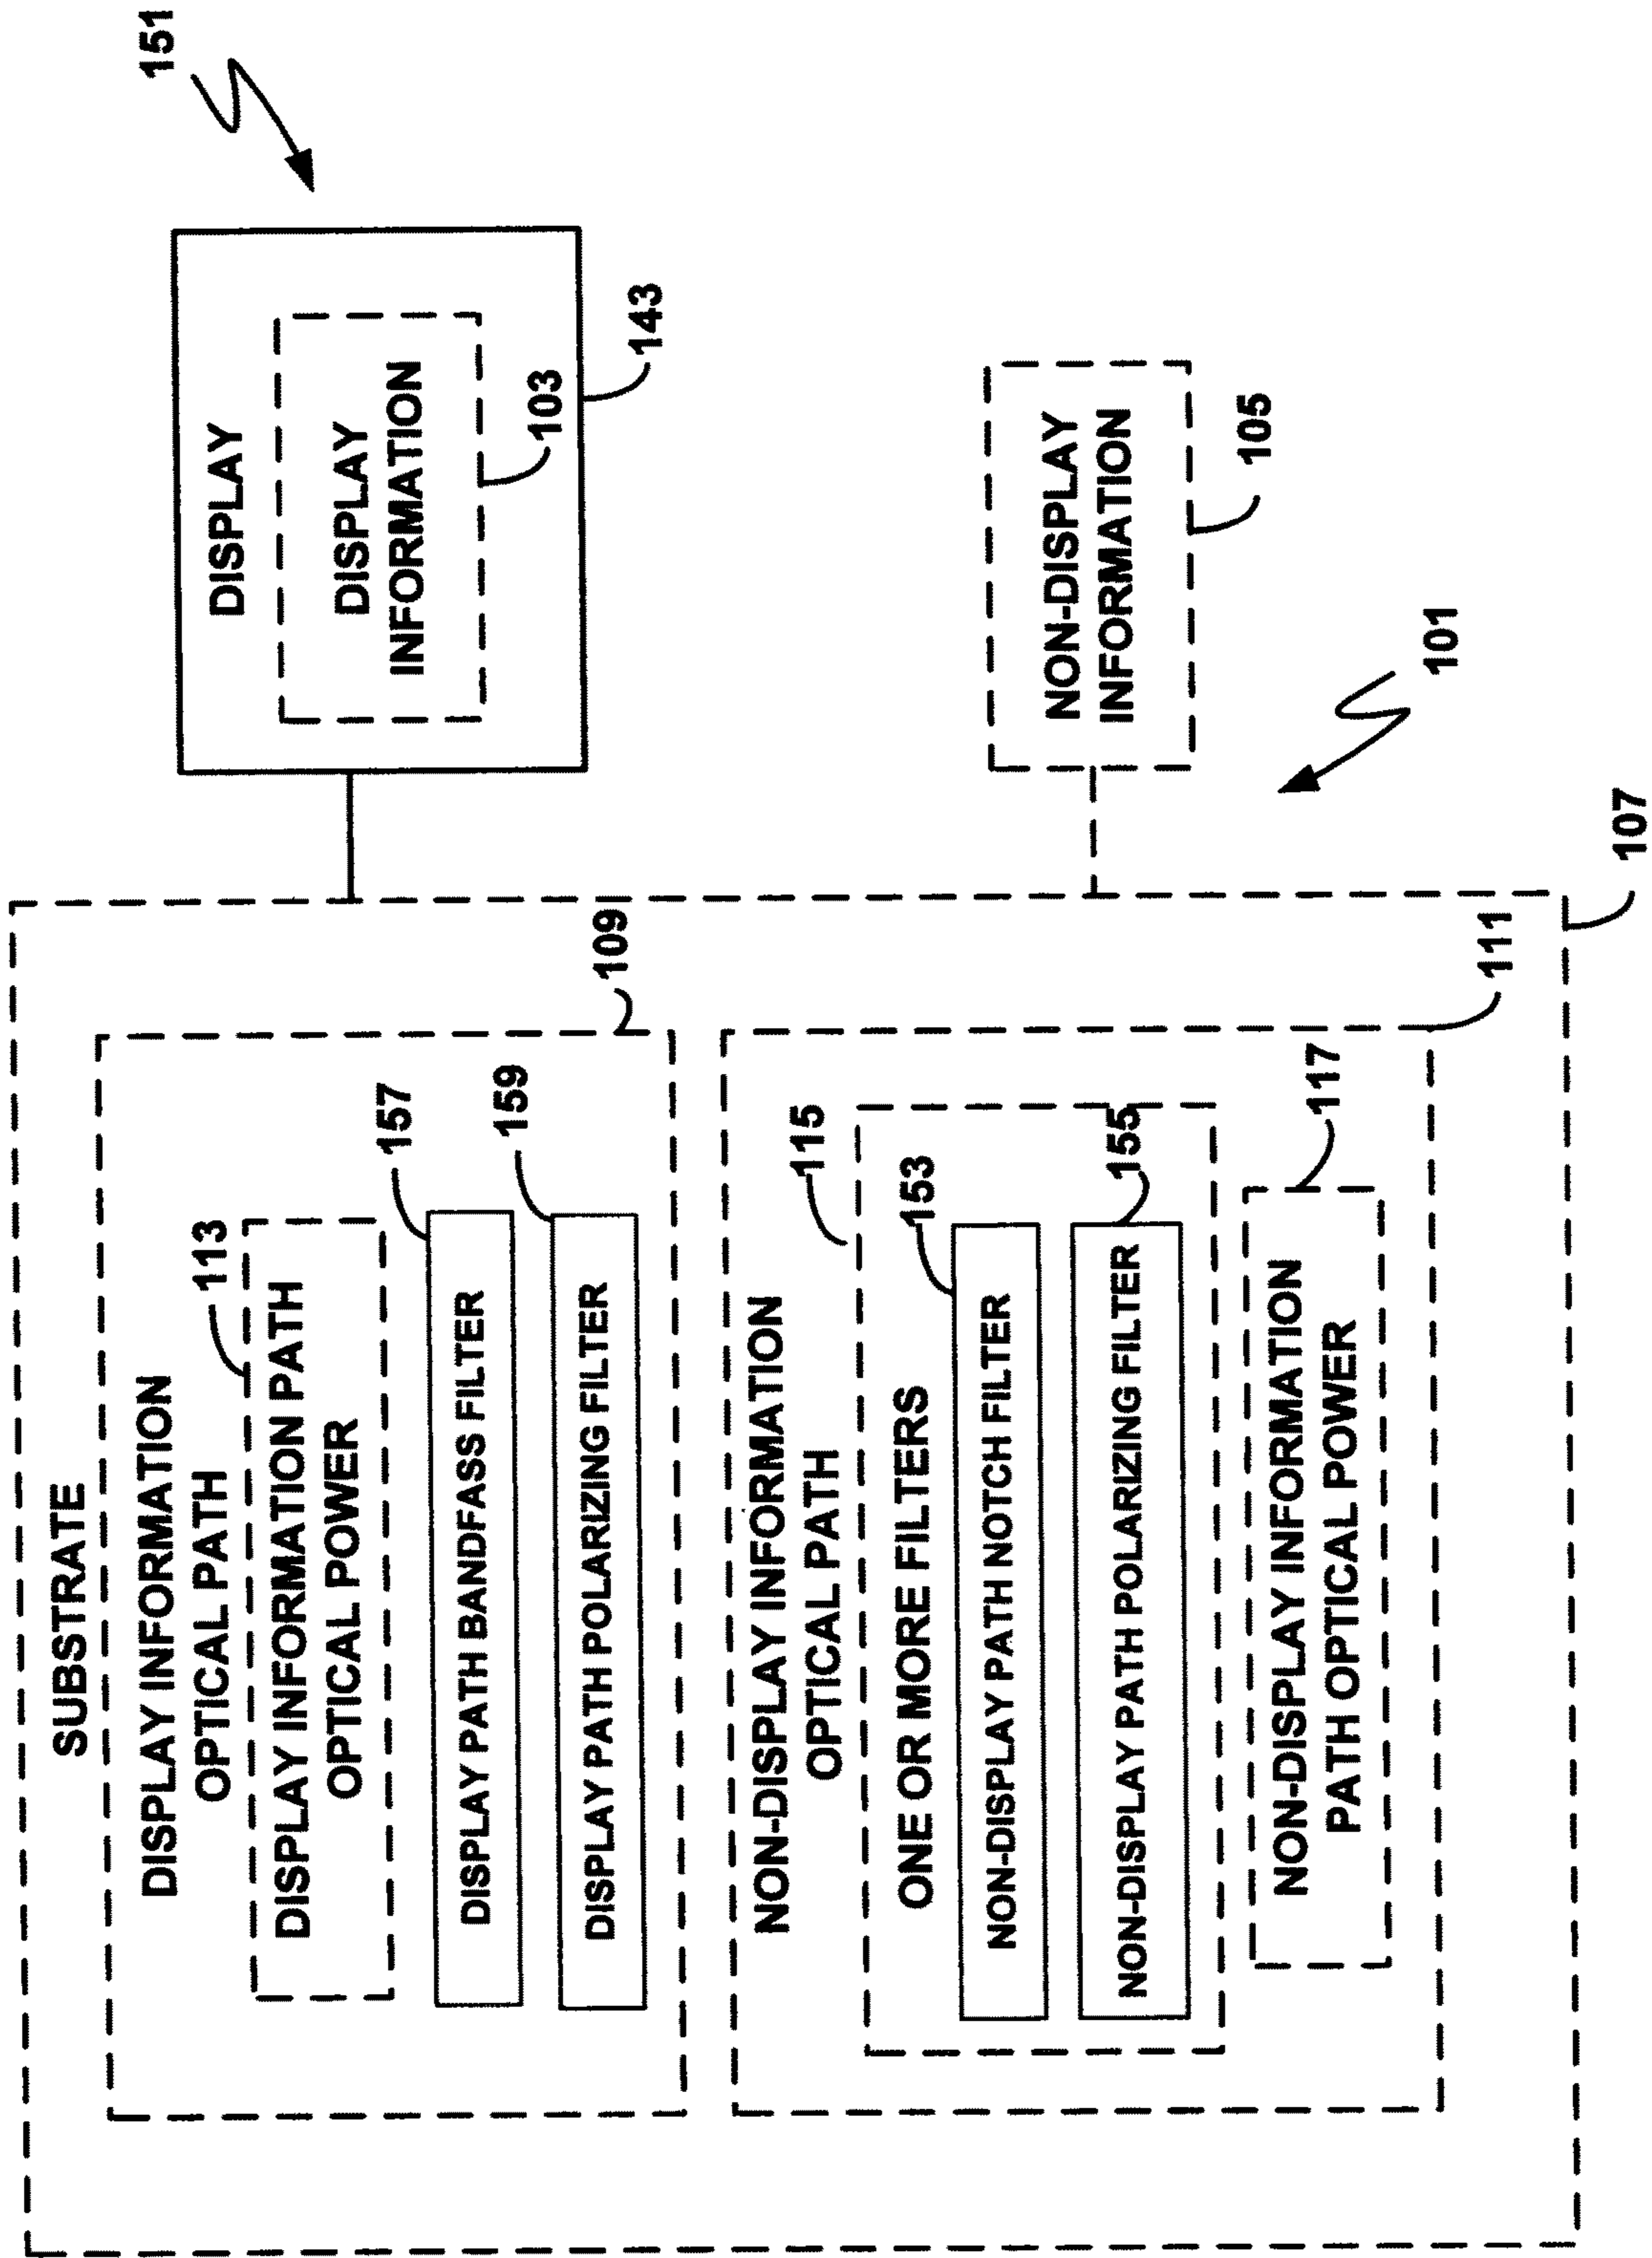 SUBSTRATE
DISPLAY INFORMATION
OPTICAL PATH
113
DISPLAY INFORMATION PATH
OPTICAL POWER
157
DISPLAY PATH BANDFASS FILTER
159
DISPLAY PATH POLARIZING FILTER
109
NON-DISPLAY INFORMATION
OPTICAL PATH
115
ONE OR MORE FILTERS
153
NON-DISPLAY PATH NOTCH FILTER
155
NON-DISPLAY PATH POLARIZING FILTER
117
NON-DISPLAY INFORMATION
PATH OPTICAL POWER
111
107
151
DISPLAY
DISPLAY
INFORMATION
103
143
NON-DISPLAY
INFORMATION
105
101